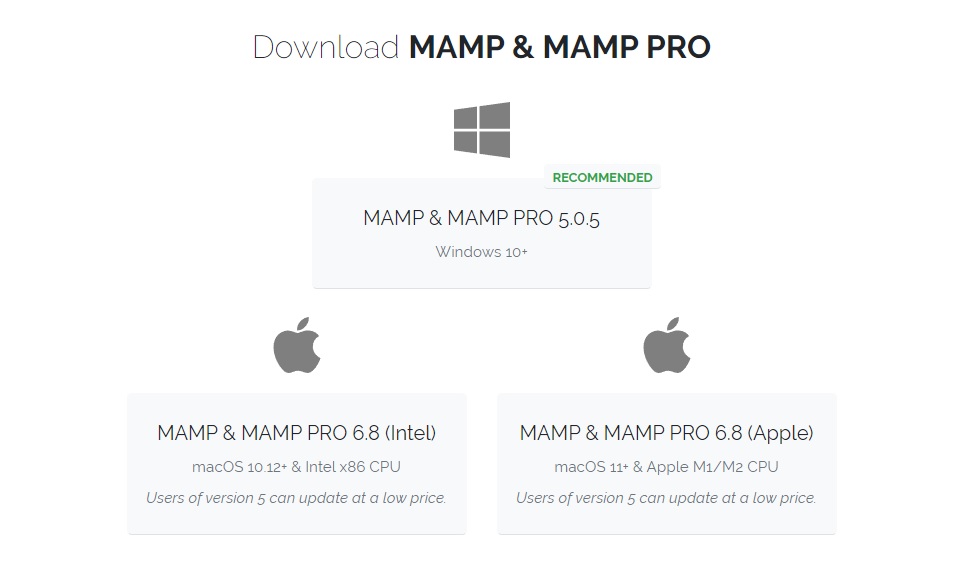 Download MAMP & MAMP PRO
RECOMMENDED
MAMP & MAMP PRO 5.0.5
Windows 10+
MAMP & MAMP PRO 6.8 (Intel)
macOS 10.12+ & Intel x86 CPU
Users of version 5 can update at a low price.
MAMP & MAMP PRO 6.8 (Apple)
macOS 11+ & Apple M1/M2 CPU
Users of version 5 can update at a low price.